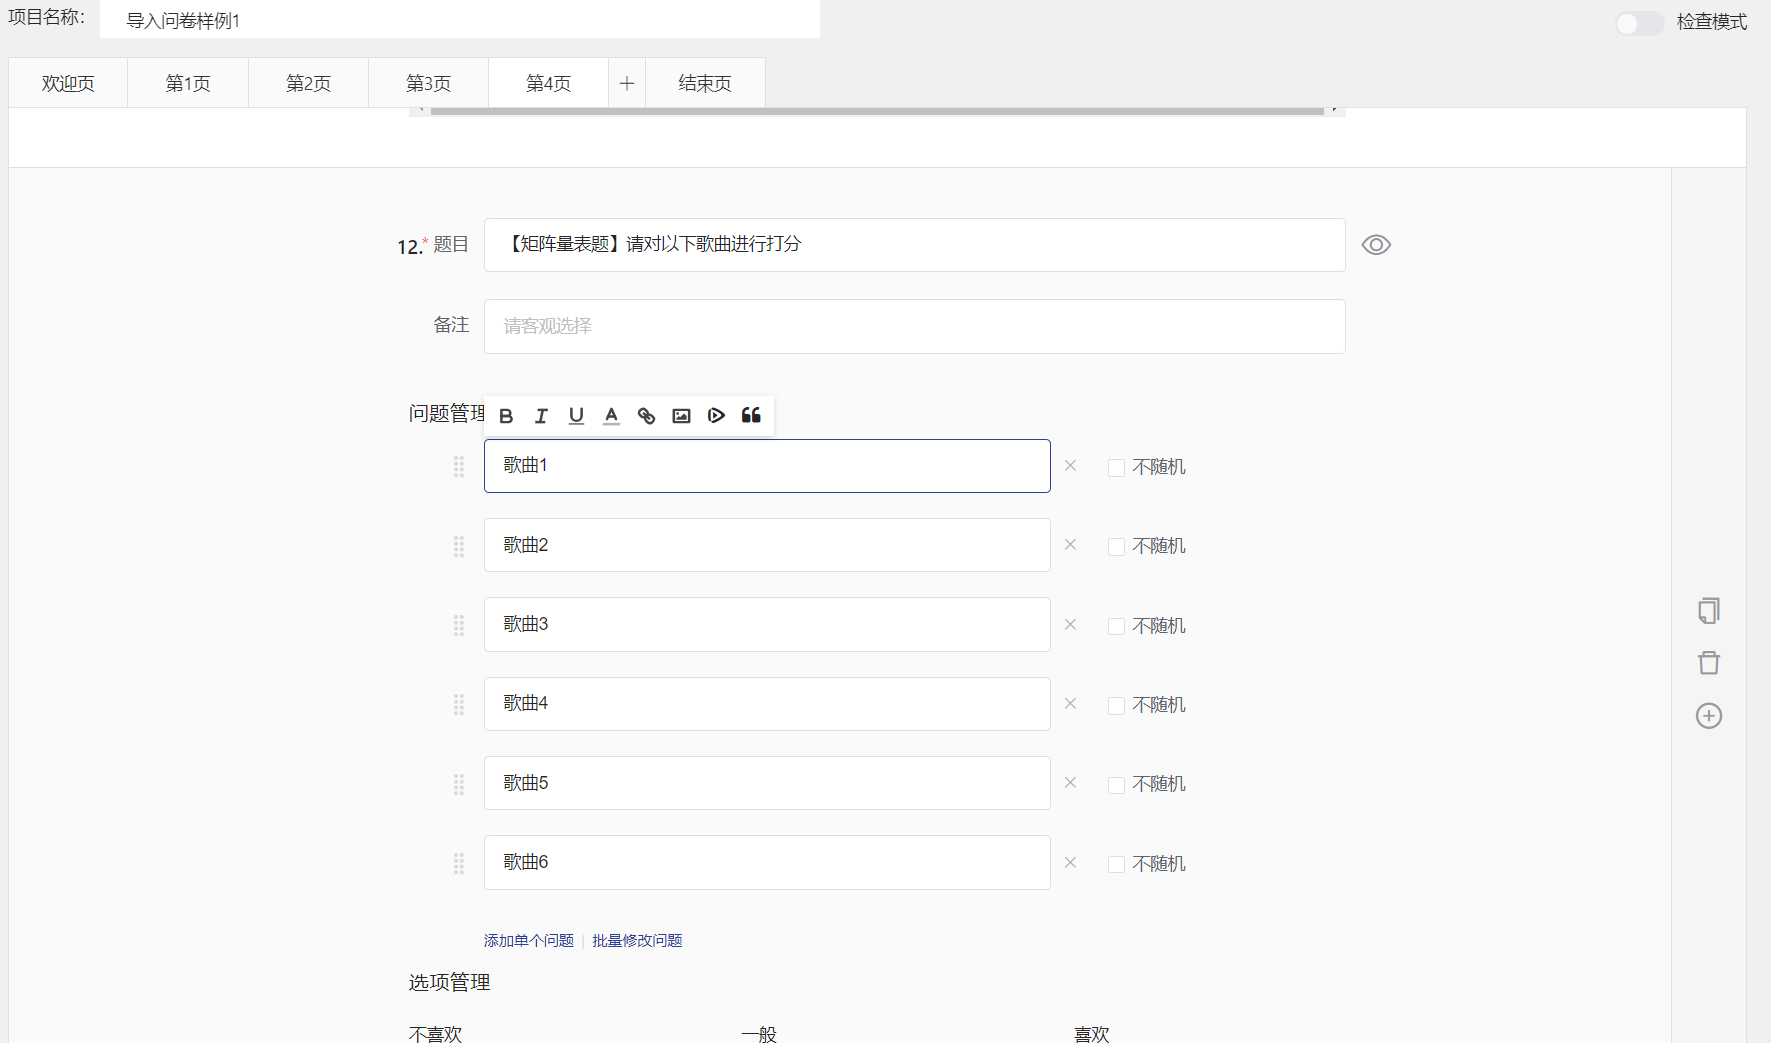 项目名称：
导入问卷样例1
检查模式
欢迎页
第1页
第2页
第3页
第4页
结束页
12.* 题目
【矩阵量表题】请对以下歌曲进行打分
备注
请客观选择
问题管理
歌曲1
不随机
歌曲2
不随机
歌曲3
不随机
歌曲4
不随机
歌曲5
不随机
歌曲6
不随机
添加单个问题 | 批量修改问题
选项管理
不喜欢 一般 喜欢